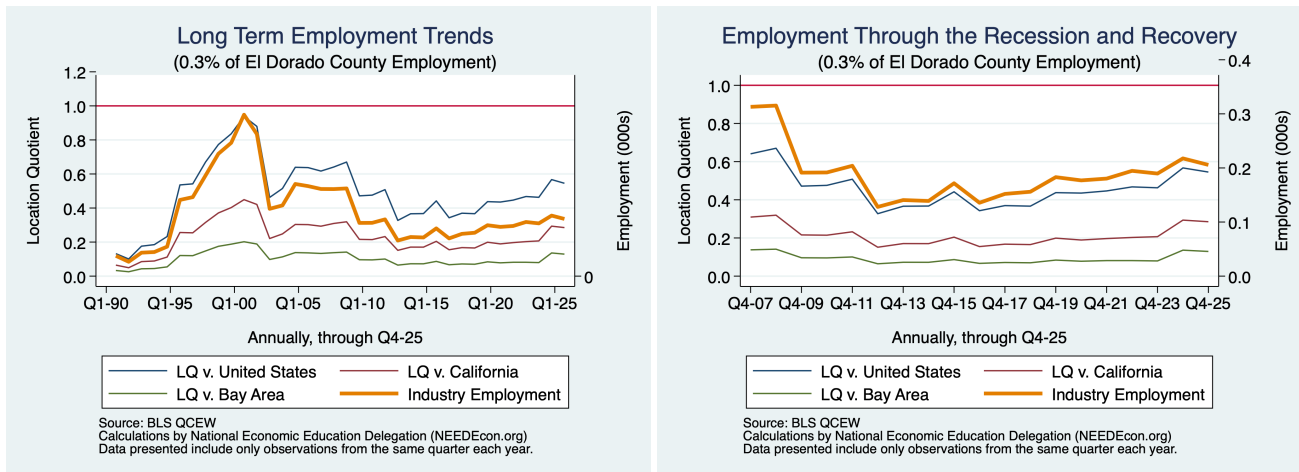 Long Term Employment Trends
(0.3% of El Dorado County Employment)
Location Quotient
1.2
1.0
0.8
0.6
0.4
0.2
0.0
Employment (000s)
0
Q1-90 Q1-95 Q1-00 Q1-05 Q1-10 Q1-15 Q1-20 Q1-25
Annually, through Q4-25
LQ v. United States LQ v. California
LQ v. Bay Area Industry Employment
Source: BLS QCEW
Calculations by National Economic Education Delegation (NEEDEcon.org)
Data presented include only observations from the same quarter each year.
Employment Through the Recession and Recovery
(0.3% of El Dorado County Employment)
Location Quotient
1.0
0.8
0.6
0.4
0.2
0.0
Employment (000s)
0.4
0.3
0.2
0.1
0.0
Q4-07 Q4-09 Q4-11 Q4-13 Q4-15 Q4-17 Q4-19 Q4-21 Q4-23 Q4-25
Annually, through Q4-25
LQ v. United States LQ v. California
LQ v. Bay Area Industry Employment
Source: BLS QCEW
Calculations by National Economic Education Delegation (NEEDEcon.org)
Data presented include only observations from the same quarter each year.